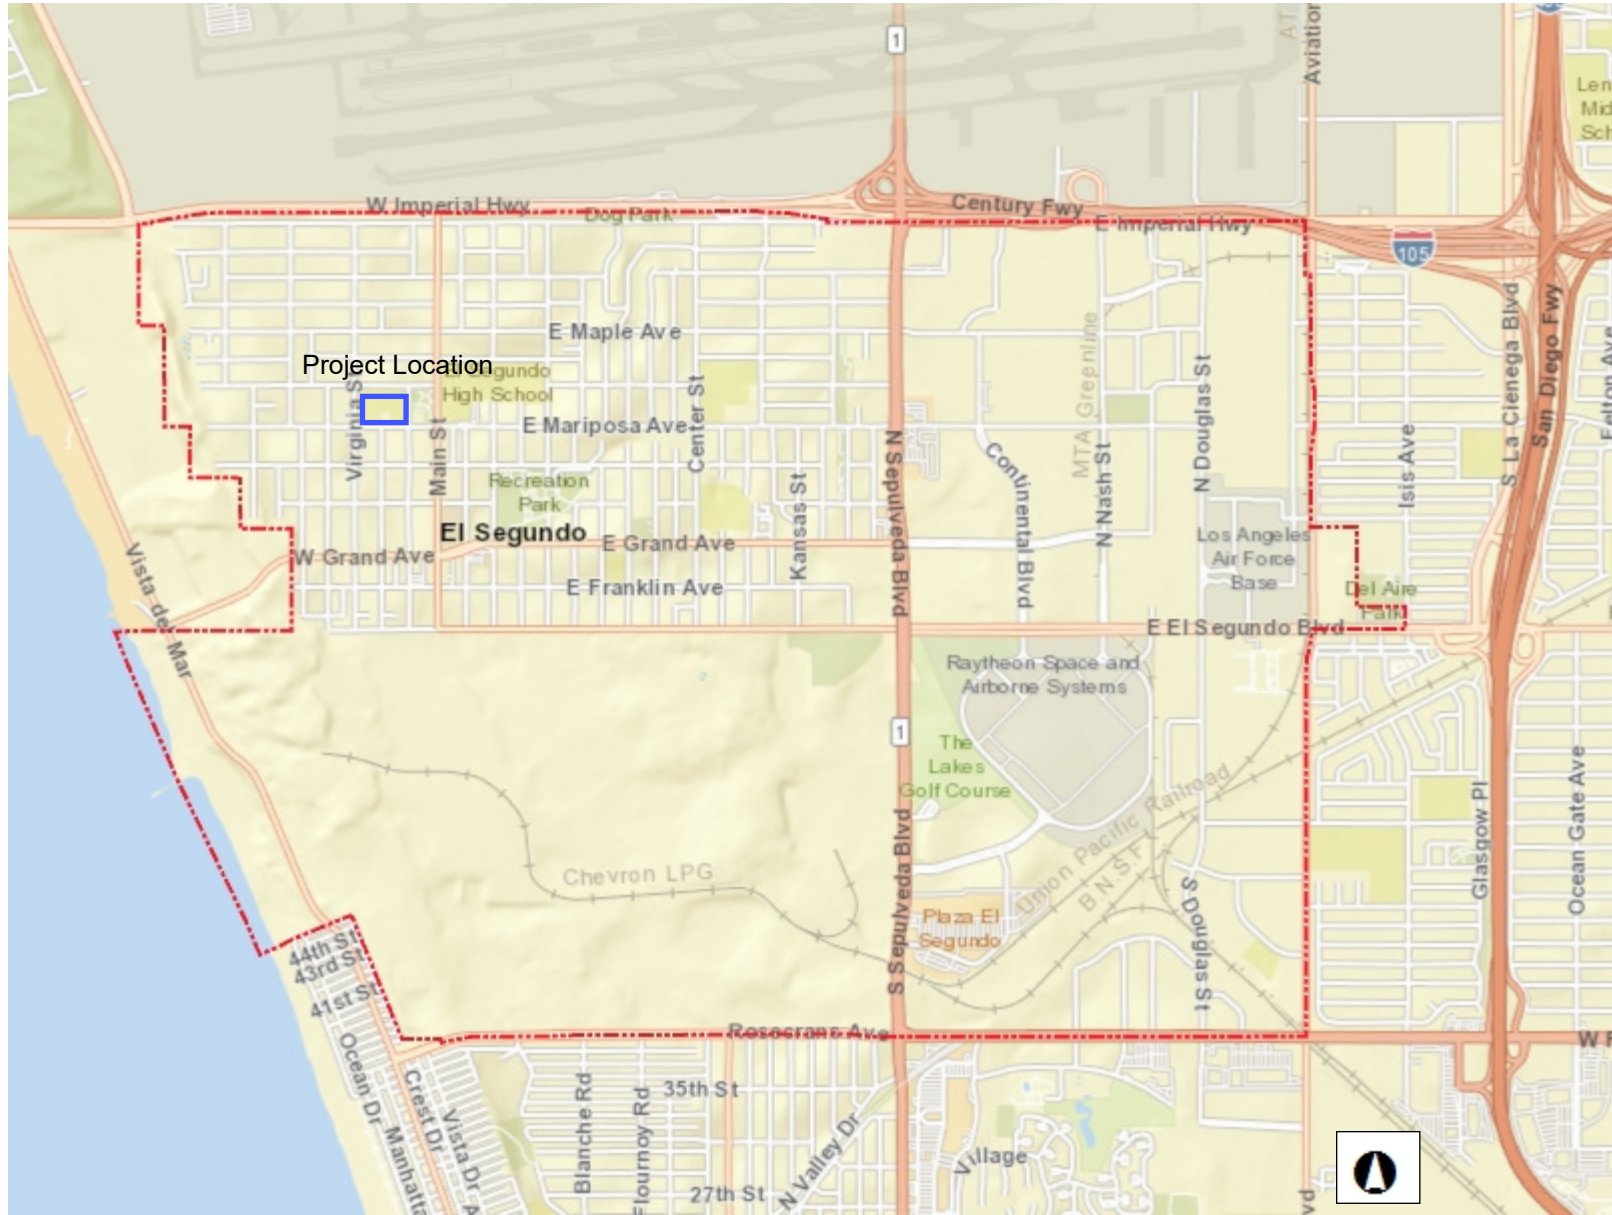 1
Aviation
Len
Mid
Sch
W Imperial Hwy
Dog Park
Century Fwy
E Imperial Hwy
105
E Maple Ave
Project Location
El Segundo
High School
Virginia St
Main St
E Mariposa Ave
Center St
MTA Greenline
N Douglas St
S La Cienega Blvd
San Diego Fwy
Felton Ave
Isis Ave
Recreation
Park
Kansas St
N Sepulveda Blvd
Continental Blvd
N Nash St
El Segundo
W Grand Ave
E Grand Ave
E Franklin Ave
Los Angeles
Air Force
Base
Del Aire
Park
Vista del Mar
E El Segundo Blvd
Raytheon Space and
Airborne Systems
1
The
Lakes
Golf Course
Union Pacific Railroad
B N S F
Chevron LPG
S Sepulveda Blvd
Plaza El
Segundo
S Douglas St
Glasgow Pl
Ocean Gate Ave
44th St
43rd St
41st St
Rosecrans Ave
W R
Ocean Dr
Crest Dr
Vista Dr
Manhatta
Blanche Rd
Flournoy Rd
35th St
27th St
N Valley Dr
Village
vd